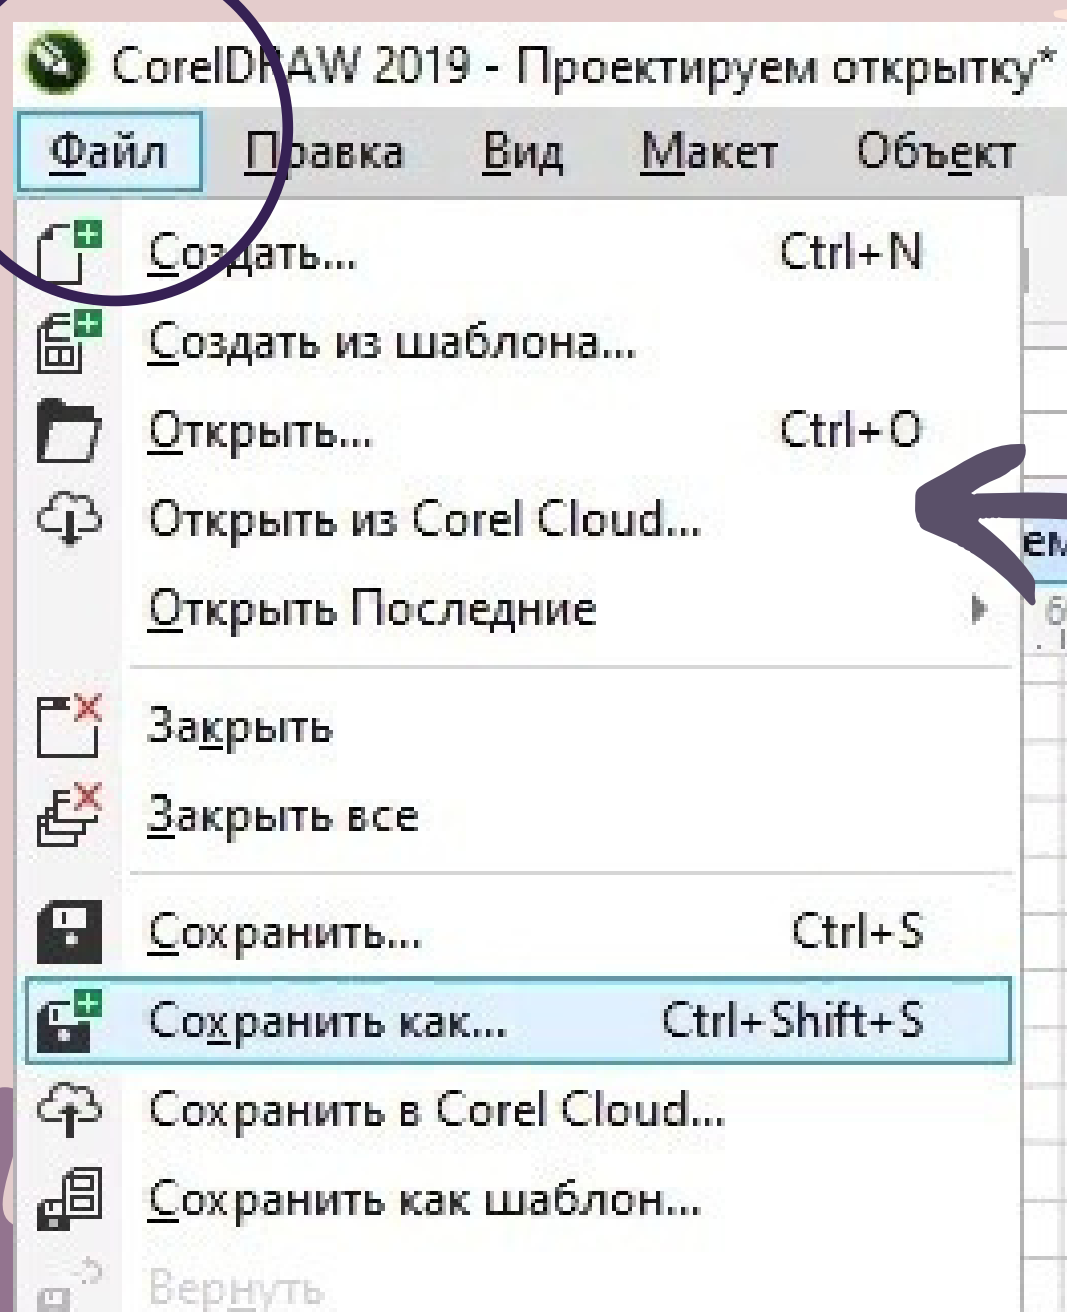 CorelDRAW 2019 - Проектируем открытку*
Файл Правка Вид Макет Объект
Создать... Ctrl+N
Создать из шаблона...
Открыть... Ctrl+O
Открыть из Corel Cloud...
Открыть Последние
Закрыть
Закрыть все
Сохранить... Ctrl+S
Сохранить как... Ctrl+Shift+S
Сохранить в Corel Cloud...
Сохранить как шаблон...
Вернуть